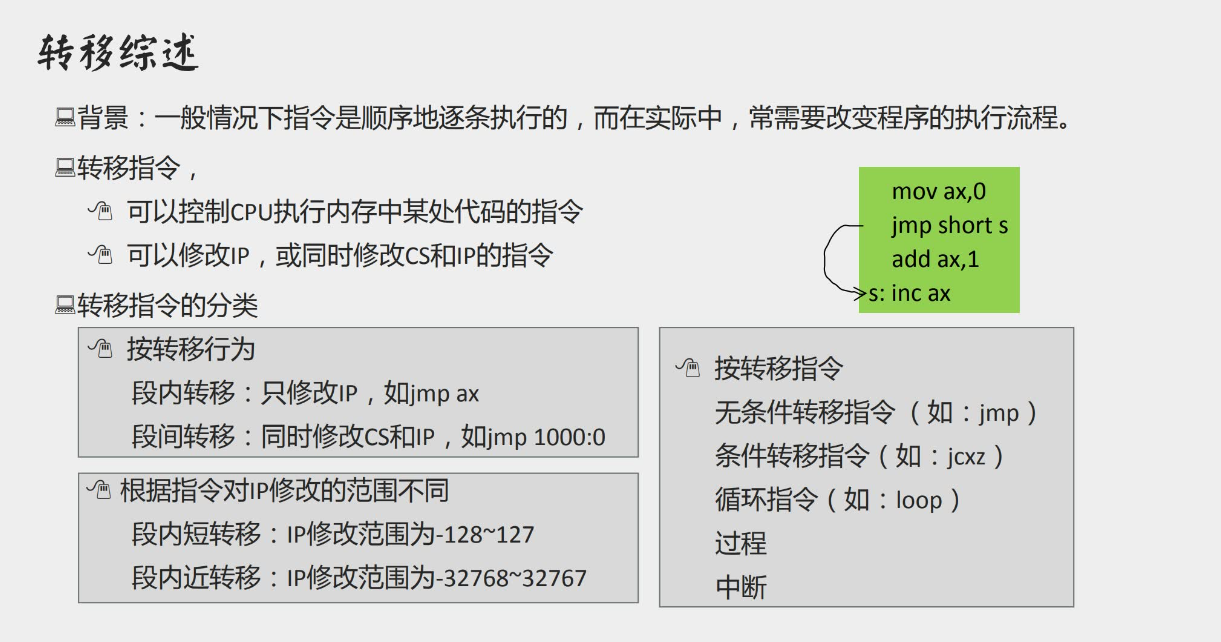 转移综述
背景：一般情况下指令是顺序地逐条执行的，而在实际中，常需要改变程序的执行流程。
转移指令，
可以控制CPU执行内存中某处代码的指令
可以修改IP，或同时修改CS和IP的指令
mov ax,0
jmp short s
add ax,1
s: inc ax
转移指令的分类
按转移行为
段内转移：只修改IP，如jmp ax
段间转移：同时修改CS和IP，如jmp 1000:0
根据指令对IP修改的范围不同
段内短转移：IP修改范围为-128~127
段内近转移：IP修改范围为-32768~32767
按转移指令
无条件转移指令（如：jmp）
条件转移指令（如：jcxz）
循环指令（如：loop）
过程
中断